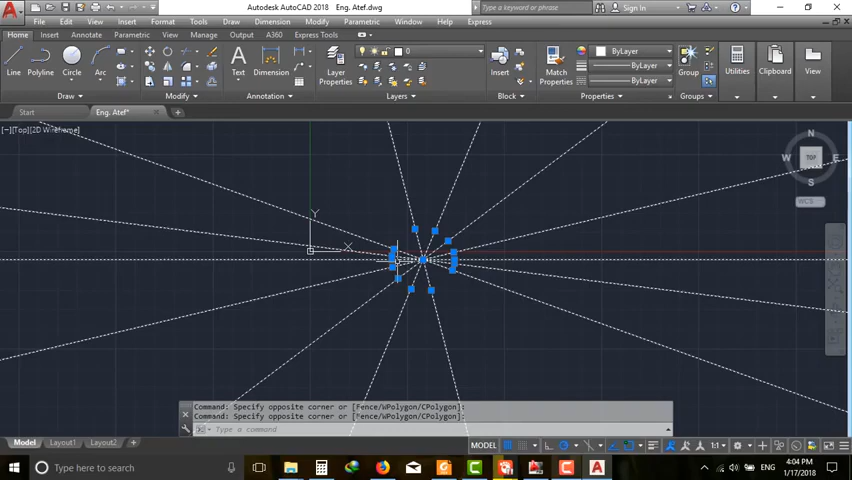 Autodesk AutoCAD 2018
Eng. Atef.dwg
Type a keyword or phrase
Sign In
File Edit View Insert Format Tools Draw Dimension Modify Parametric Window Help Express
Home Insert Annotate Parametric View Manage Output A360 Express Tools
Line Polyline Circle Arc
Text Dimension
Layer Properties
0
Insert
Match Properties
ByLayer
ByLayer
ByLayer
Group
Utilities
Clipboard
View
Draw Modify Annotation Layers Block Properties Groups
Start Eng. Atef*
[−][Top][2D Wireframe]
N
W TOP E
S
WCS
Y
X
Command: Specify opposite corner or [Fence/WPolygon/CPolygon]:
Command: Specify opposite corner or [Fence/WPolygon/CPolygon]:
Type a command
Model Layout1 Layout2
MODEL
1:1
Type here to search
ENG
4:04 PM
1/17/2018